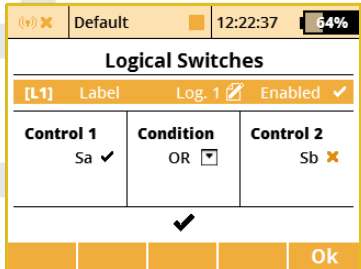 Default 12:22:37 64%
Logical Switches
[L1] Label Log. 1 Enabled
Control 1 Condition Control 2
Sa OR Sb
Ok